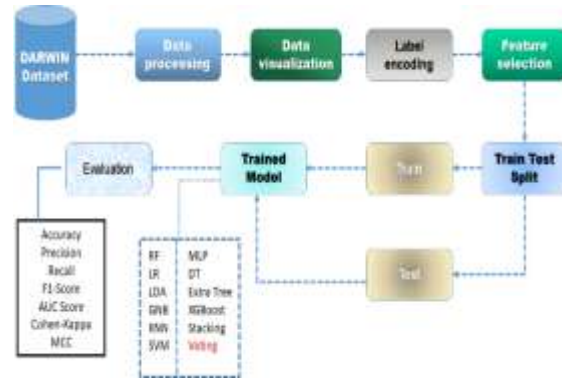 DARWIN
Dataset
Data
processing
Data
visualization
Label
encoding
Feature
selection
Evaluation
Trained
Model
Train
Train Test
Split
Test
Accuracy
Precision
Recall
F1-Score
AUC Score
Cohen-Kappa
MCC
RF MLP
LR DT
LDA Extra Tree
GNB XGBoost
KNN Stacking
SVM Voting